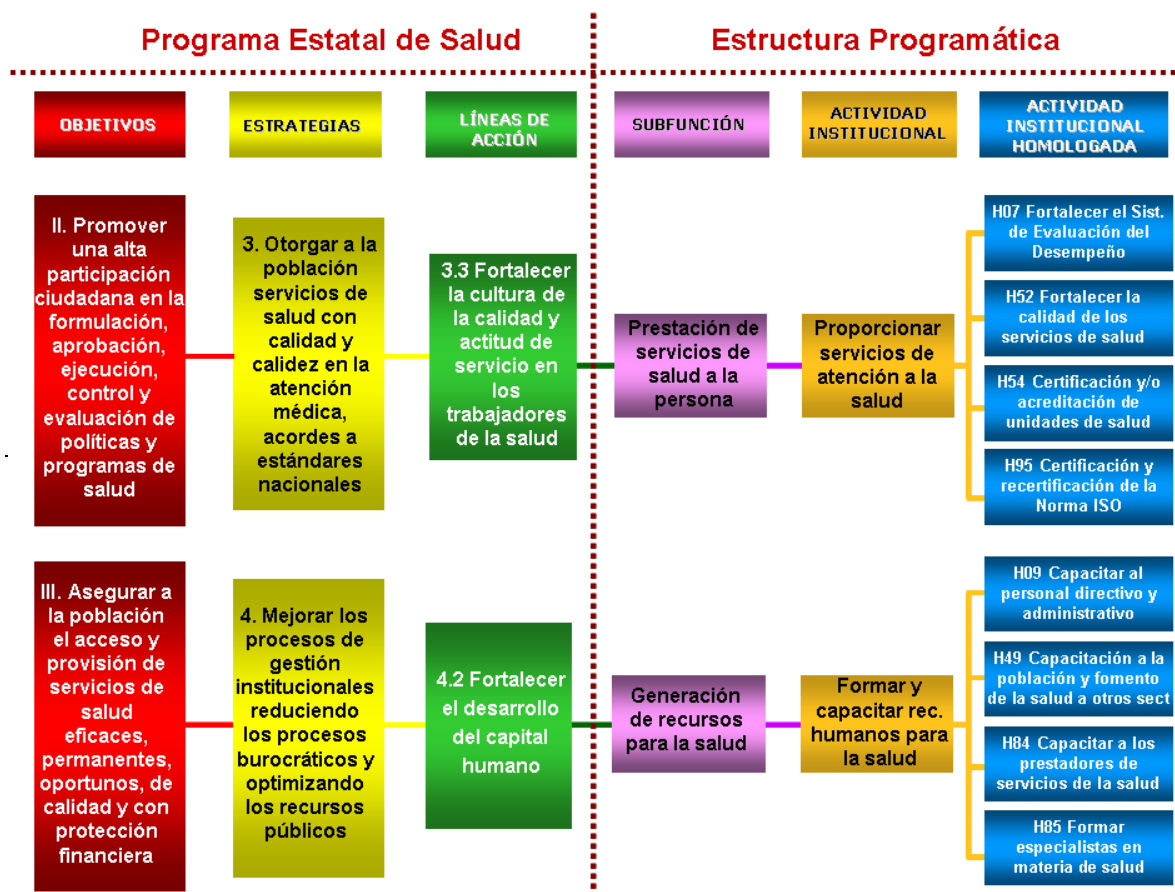 Programa Estatal de Salud
Estructura Programática
OBJETIVOS
ESTRATEGIAS
LÍNEAS DE
ACCIÓN
SUBFUNCIÓN
ACTIVIDAD
INSTITUCIONAL
ACTIVIDAD
INSTITUCIONAL
HOMOLOGADA
II. Promover
una alta
participación
ciudadana en la
formulación,
aprobación,
ejecución,
control y
evaluación de
políticas y
programas de
salud
3. Otorgar a la
población
servicios de
salud con
calidad y
calidez en la
atención
médica,
acordes a
estándares
nacionales
3.3 Fortalecer
la cultura de
la calidad y
actitud de
servicio en
los
trabajadores
de la salud
Prestación de
servicios de
salud a la
persona
Proporcionar
servicios de
atención a la
salud
H07 Fortalecer el Sist.
de Evaluación del
Desempeño
H52 Fortalecer la
calidad de los
servicios de salud
H54 Certificación y/o
acreditación de
unidades de salud
H95 Certificación y
recertificación de la
Norma ISO
III. Asegurar a
la población
el acceso y
provisión de
servicios de
salud
eficaces,
permanentes,
oportunos, de
calidad y con
protección
financiera
4. Mejorar los
procesos de
gestión
institucionales
reduciendo
los procesos
burocráticos y
optimizando
los recursos
públicos
4.2 Fortalecer
el desarrollo
del capital
humano
Generación
de recursos
para la salud
Formar y
capacitar rec.
humanos para
la salud
H09 Capacitar al
personal directivo y
administrativo
H49 Capacitación a la
población y fomento
de la salud a otros sect
H84 Capacitar a los
prestadores de
servicios de la salud
H85 Formar
especialistas en
materia de salud